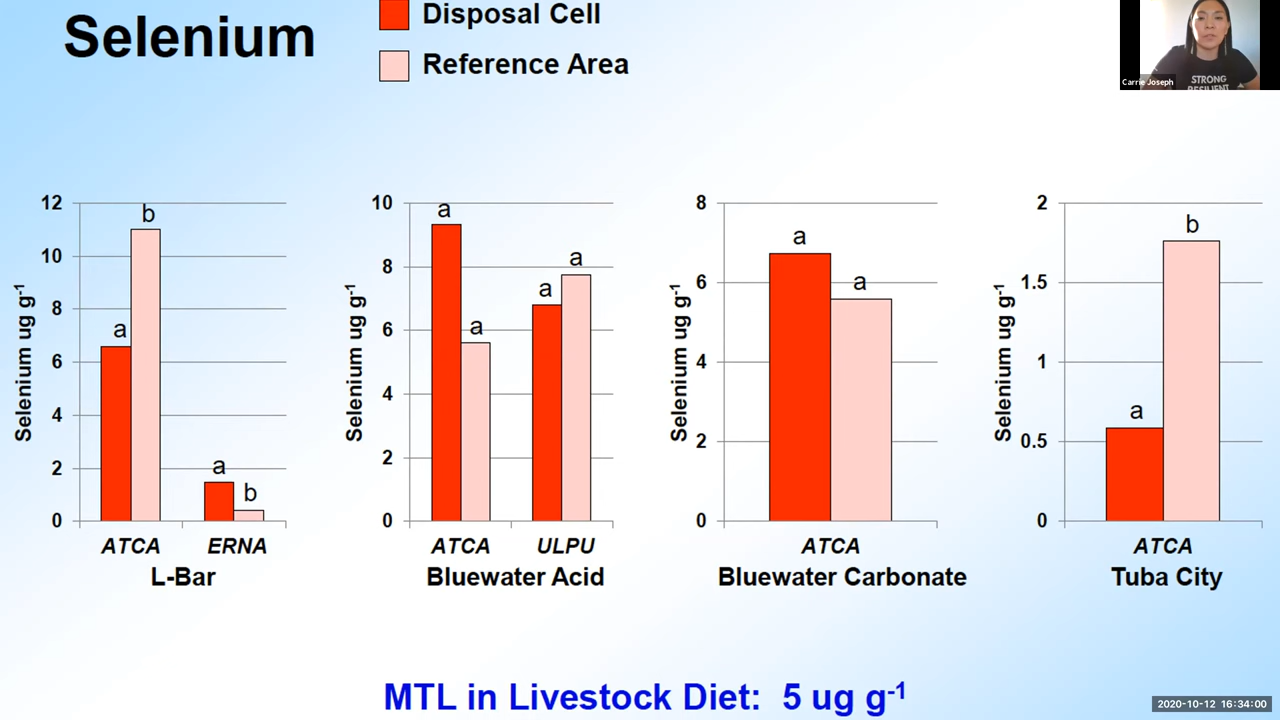 Selenium
Disposal Cell
Reference Area
Carrie Joseph
STRONG
RESILIENT
12
10
8
6
4
2
0
Selenium ug g-1
a
b
a
b
ATCA
ERNA
L-Bar
10
8
6
4
2
0
Selenium ug g-1
a
a
a
a
ATCA
ULPU
Bluewater Acid
8
6
4
2
0
Selenium ug g-1
a
a
ATCA
Bluewater Carbonate
2
1.5
1
0.5
0
Selenium ug g-1
a
b
ATCA
Tuba City
MTL in Livestock Diet: 5 ug g-1
2020-10-12 16:34:00